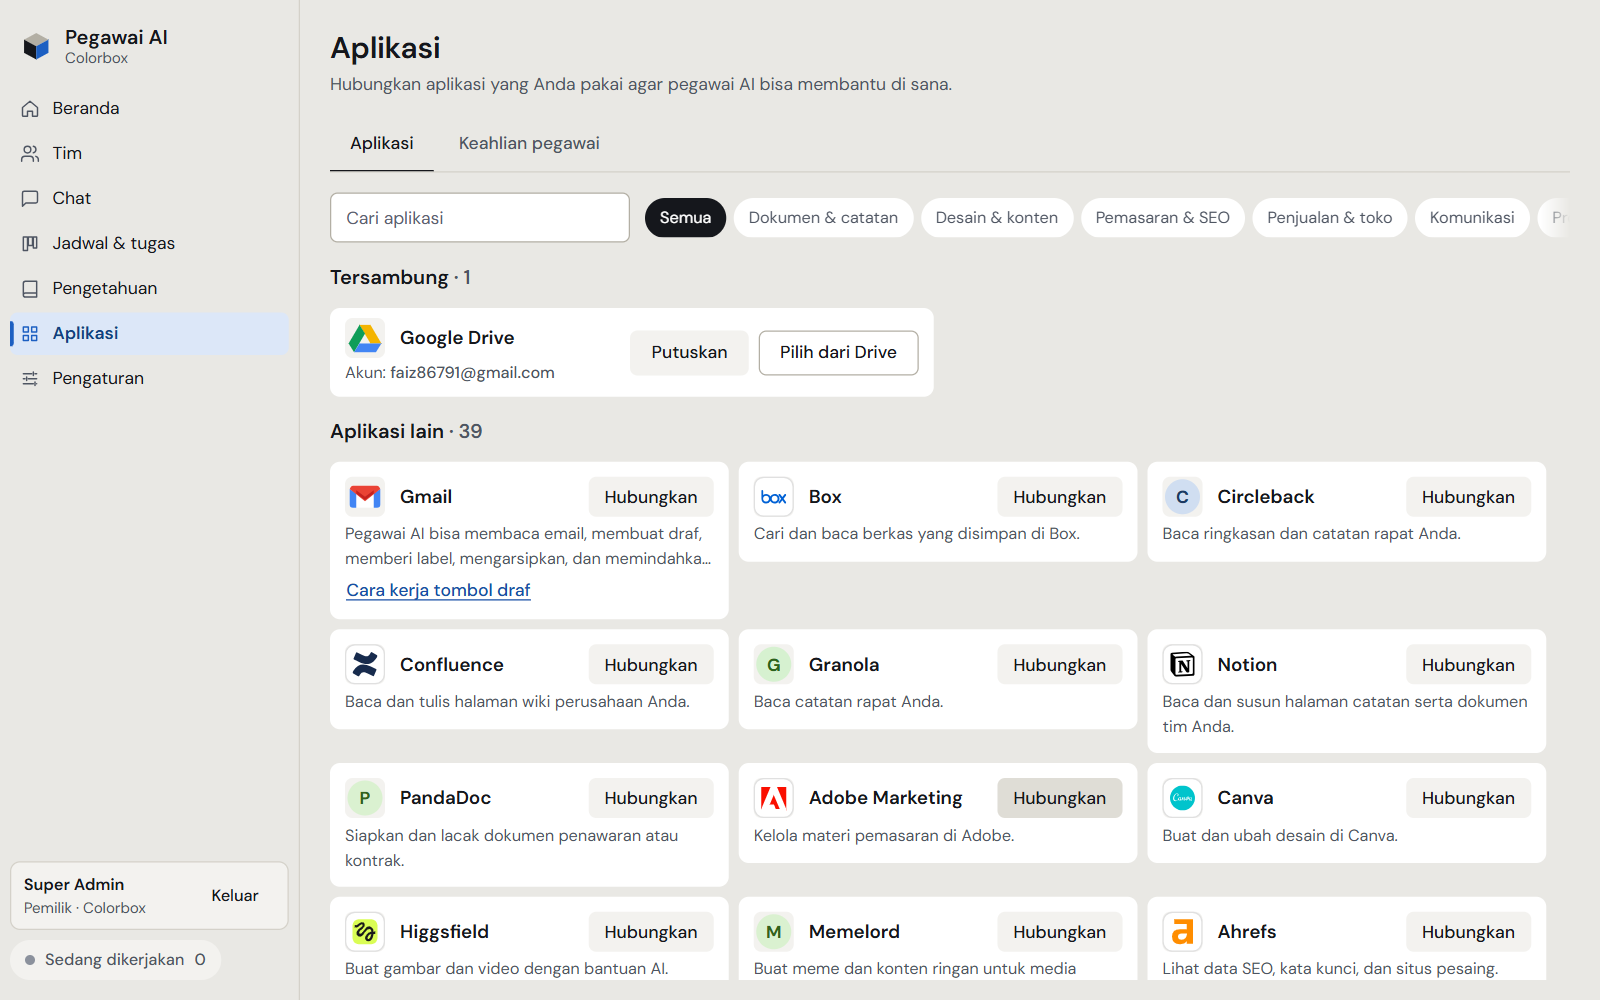 Pegawai AI
Colorbox
Beranda
Tim
Chat
Jadwal & tugas
Pengetahuan
Aplikasi
Pengaturan
Super Admin
Pemilik · Colorbox
Keluar
Sedang dikerjakan 0
Aplikasi
Hubungkan aplikasi yang Anda pakai agar pegawai AI bisa membantu di sana.
Aplikasi
Keahlian pegawai
Cari aplikasi
Semua
Dokumen & catatan
Desain & konten
Pemasaran & SEO
Penjualan & toko
Komunikasi
Tersambung · 1
Google Drive
Akun: faiz86791@gmail.com
Putuskan
Pilih dari Drive
Aplikasi lain · 39
Gmail
Hubungkan
Pegawai AI bisa membaca email, membuat draf,
memberi label, mengarsipkan, dan memindahka...
Cara kerja tombol draf
box
Box
Hubungkan
Cari dan baca berkas yang disimpan di Box.
C
Circleback
Hubungkan
Baca ringkasan dan catatan rapat Anda.
Confluence
Hubungkan
Baca dan tulis halaman wiki perusahaan Anda.
G
Granola
Hubungkan
Baca catatan rapat Anda.
N
Notion
Hubungkan
Baca dan susun halaman catatan serta dokumen
tim Anda.
P
PandaDoc
Hubungkan
Siapkan dan lacak dokumen penawaran atau
kontrak.
Adobe Marketing
Hubungkan
Kelola materi pemasaran di Adobe.
Canva
Canva
Hubungkan
Buat dan ubah desain di Canva.
Higgsfield
Hubungkan
Buat gambar dan video dengan bantuan AI.
M
Memelord
Hubungkan
Buat meme dan konten ringan untuk media
a
Ahrefs
Hubungkan
Lihat data SEO, kata kunci, dan situs pesaing.